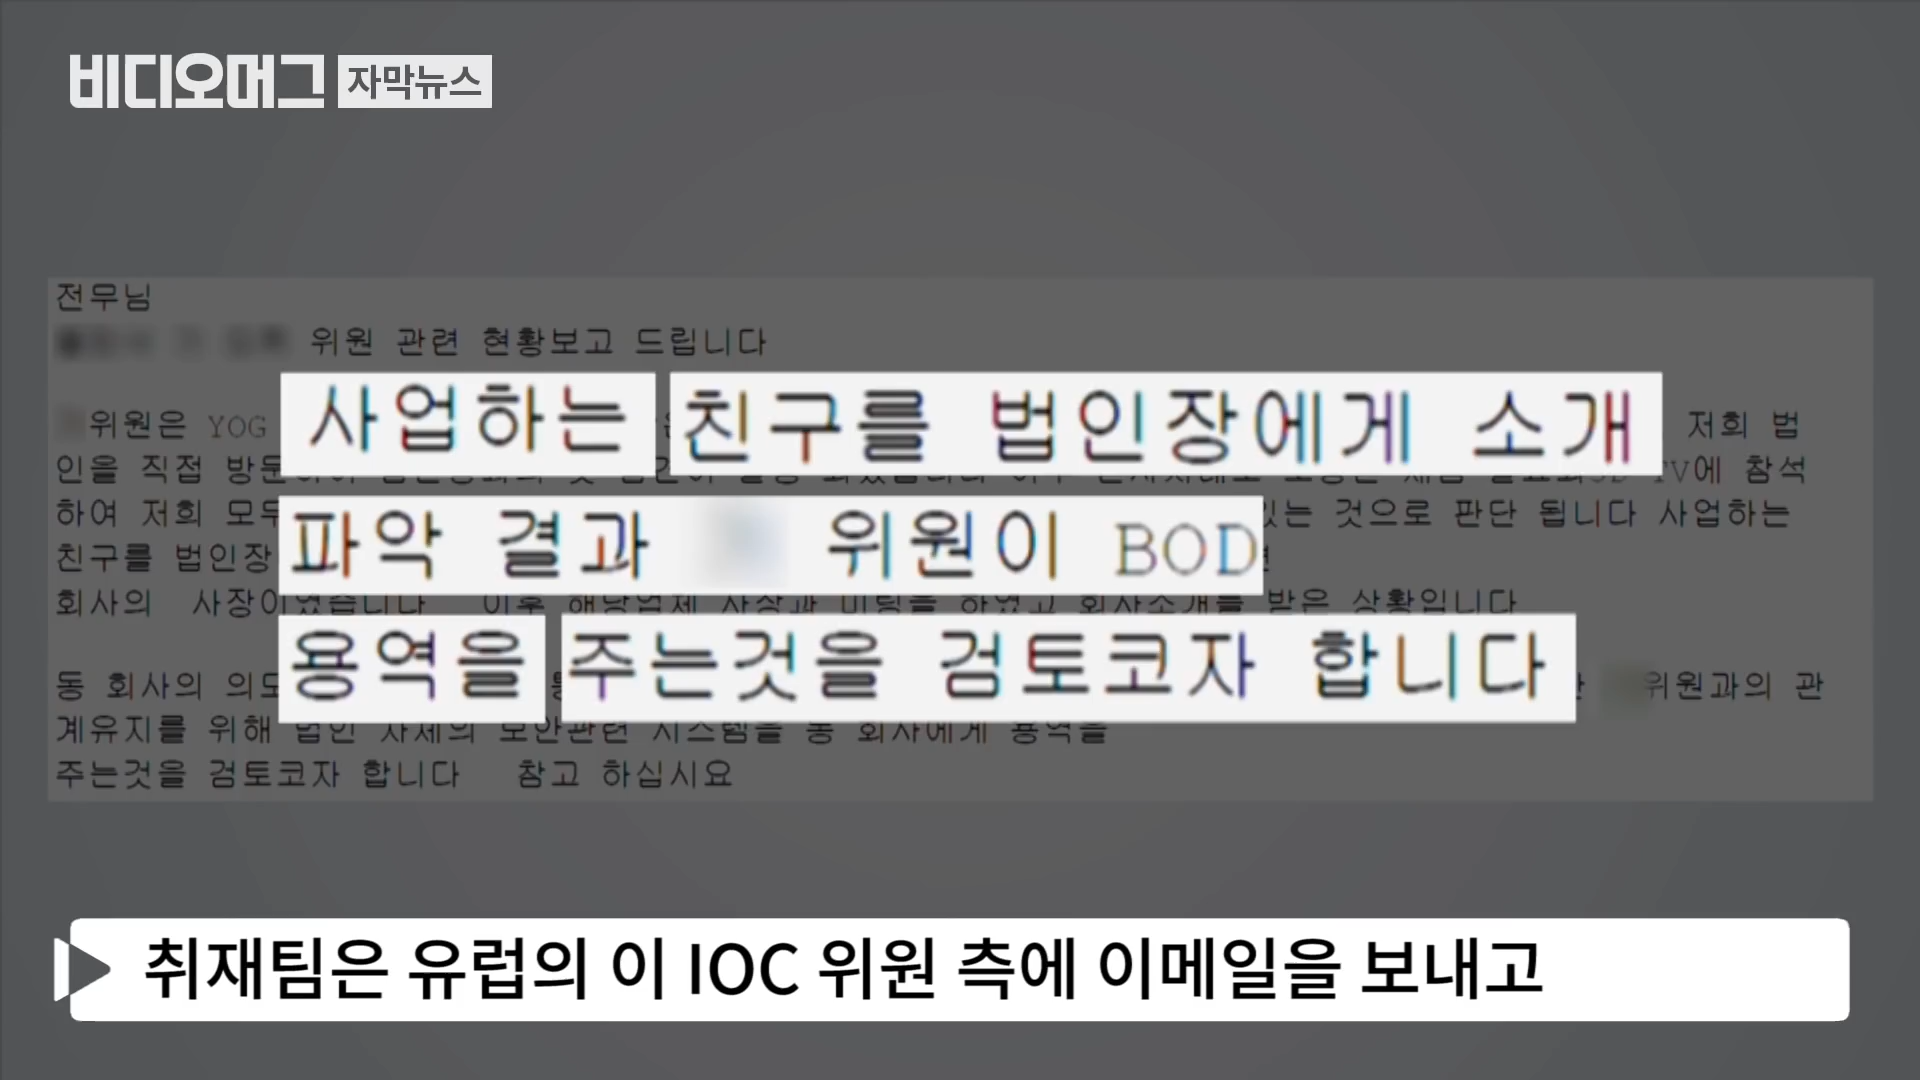 비디오머그 자막뉴스
전무님
위원 관련 현황보고 드립니다
사업하는 친구를 법인장에게 소개
위원은 YOG 저희 법
인을 직접 방문 TV에 참석
파악 결과 위원이 BOD
하여 저희 모두 있는 것으로 판단 됩니다 사업하는
친구를 법인장
회사의 사장이었습니다 이후 해당업체 사장과 미팅을 하였고 회사소개를 받은 상황입니다
용역을 주는것을 검토코자 합니다
동 회사의 의도 위원과의 관
계유지를 위해 법인 자체의 보안관련 시스템을 동 회사에게 용역을
주는것을 검토코자 합니다 참고 하십시요
취재팀은 유럽의 이 IOC 위원 측에 이메일을 보내고